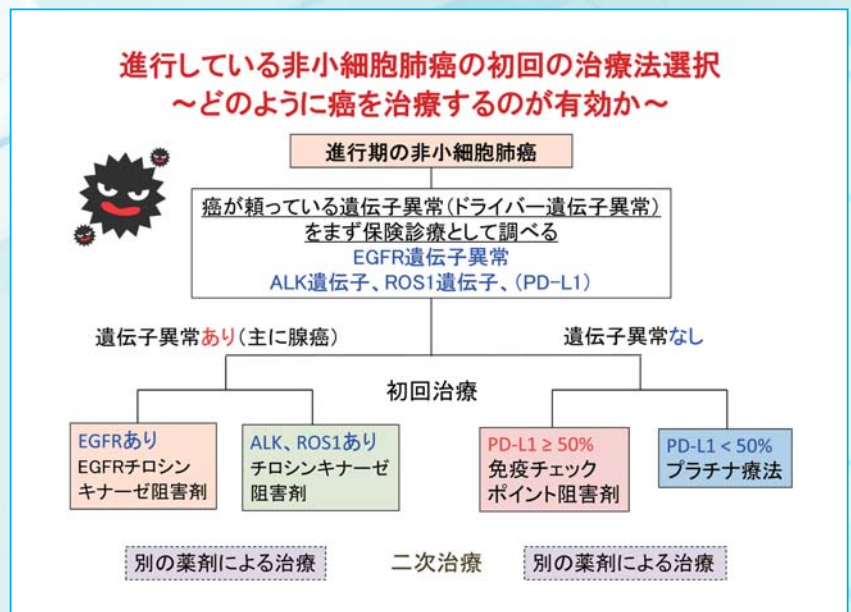 進行している非小細胞肺癌の初回の治療法選択
~どのように癌を治療するのが有効か~
進行期の非小細胞肺癌
癌が頼っている遺伝子異常(ドライバー遺伝子異常)
をまず保険診療として調べる
EGFR遺伝子異常
ALK遺伝子、ROS1遺伝子、(PD-L1)
遺伝子異常あり(主に腺癌)
遺伝子異常なし
初回治療
EGFRあり
EGFRチロシン
キナーゼ阻害剤
ALK、ROS1あり
チロシンキナーゼ
阻害剤
PD-L1 ≥ 50%
免疫チェック
ポイント阻害剤
PD-L1 < 50%
プラチナ療法
別の薬剤による治療
二次治療
別の薬剤による治療